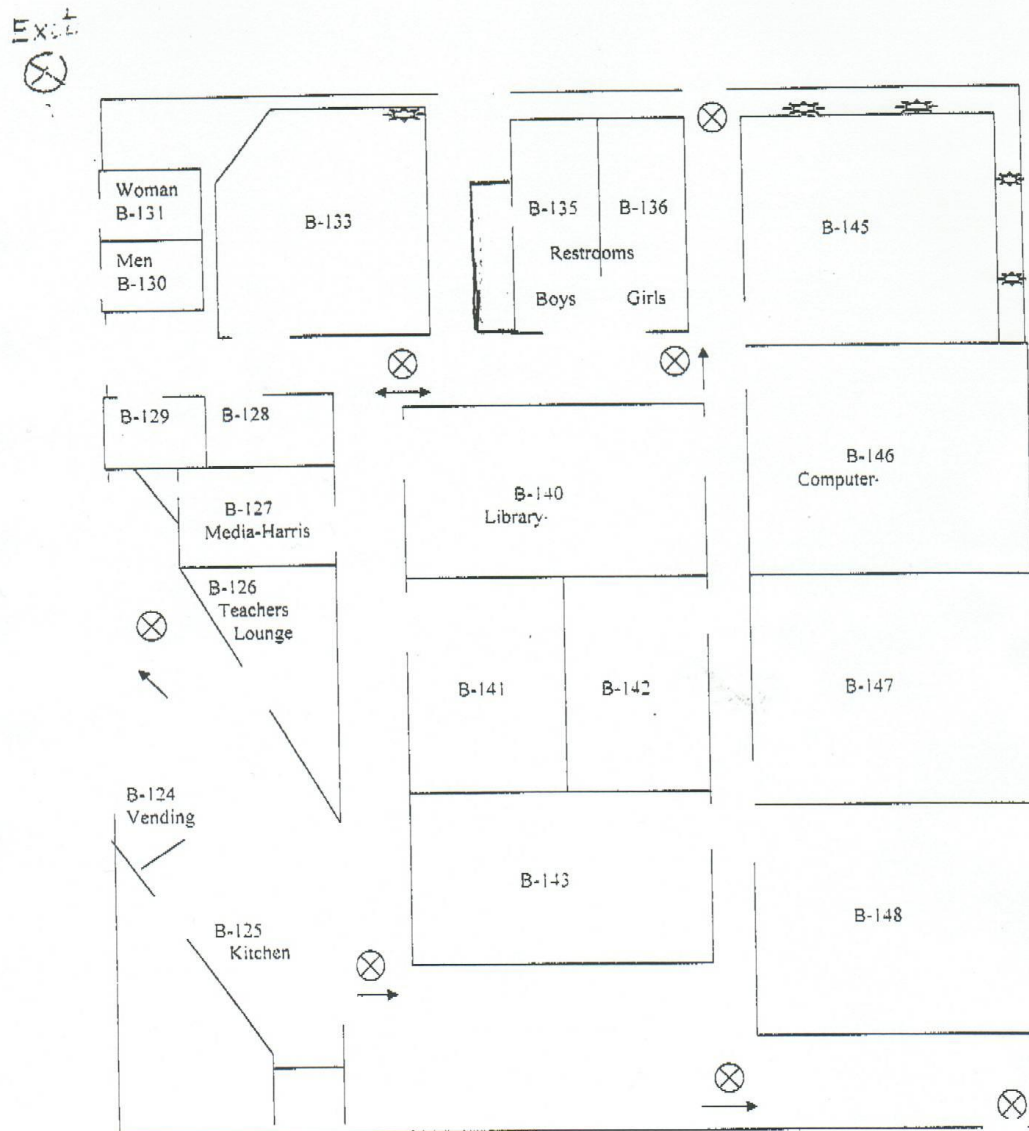 Exit
Woman
B-131
Men
B-130
B-133
B-135
B-136
Restrooms
Boys
Girls
B-145
B-129
B-128
B-127
Media-Harris
B-126
Teachers
Lounge
B-140
Library-
B-146
Computer-
B-141
B-142
B-147
B-124
Vending
B-125
Kitchen
B-143
B-148